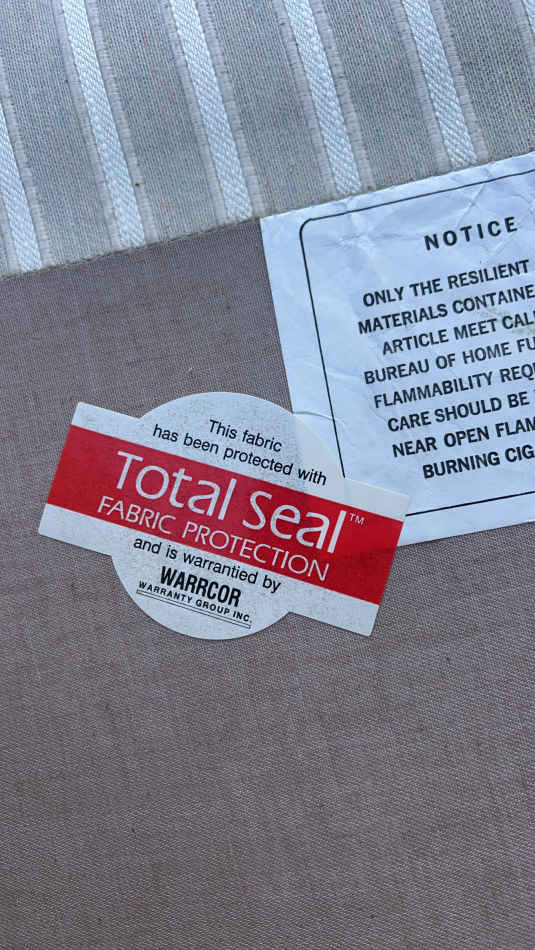 NOTICE
ONLY THE RESILIENT
MATERIALS CONTAINE
ARTICLE MEET CAL
BUREAU OF HOME FU
FLAMMABILITY REQ
CARE SHOULD BE
NEAR OPEN FLAM
BURNING CIG
This fabric
has been protected with
Total Seal™
FABRIC PROTECTION
and is warrantied by
WARRCOR
WARRANTY GROUP INC.